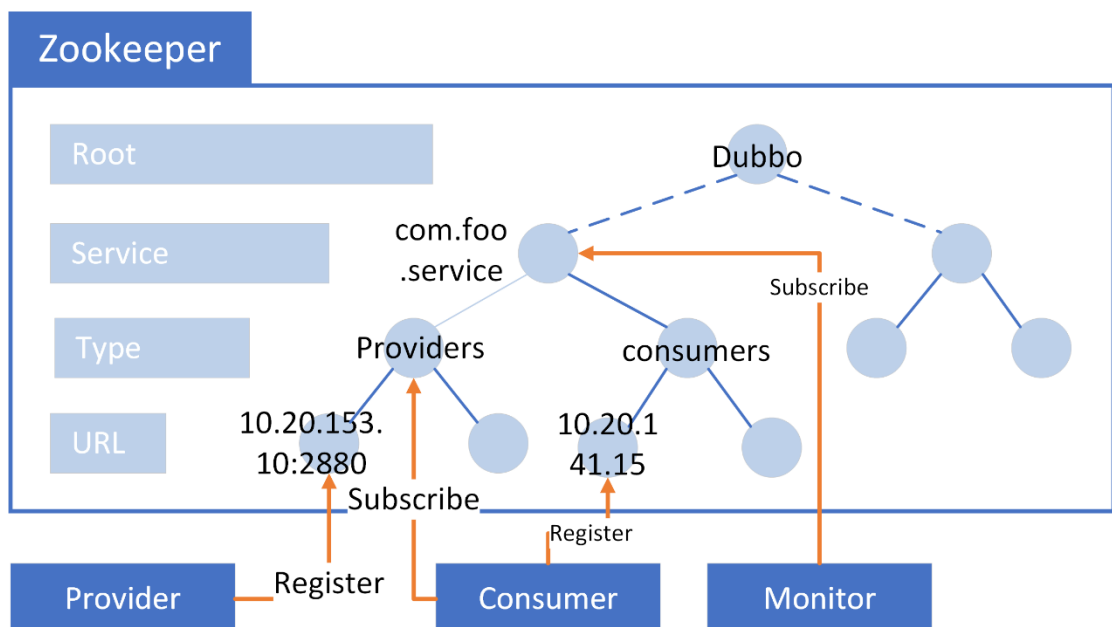 Zookeeper
Root
Dubbo
Service
com.foo
.service
Subscribe
Type
Providers
consumers
URL
10.20.153.
10:2880
10.20.1
41.15
Subscribe
Register
Provider
Register
Consumer
Monitor